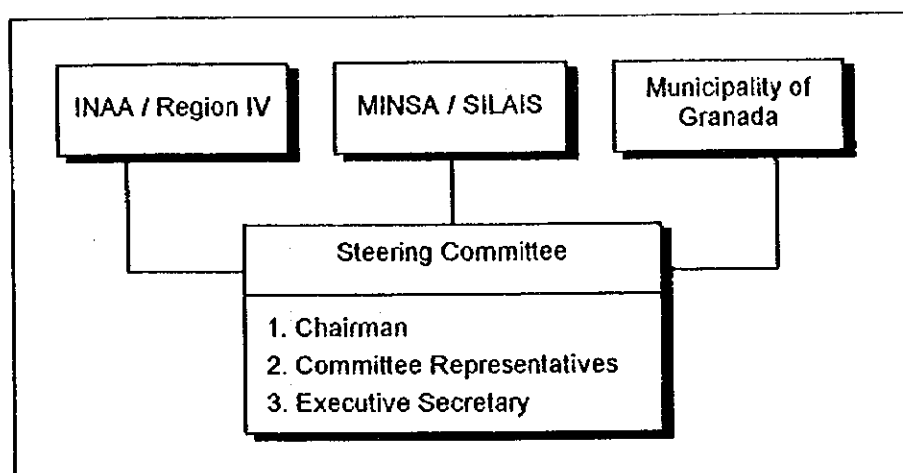 INAA / Region IV
MINSA / SILAIS
Municipality of
Granada
Steering Committee
1. Chairman
2. Committee Representatives
3. Executive Secretary